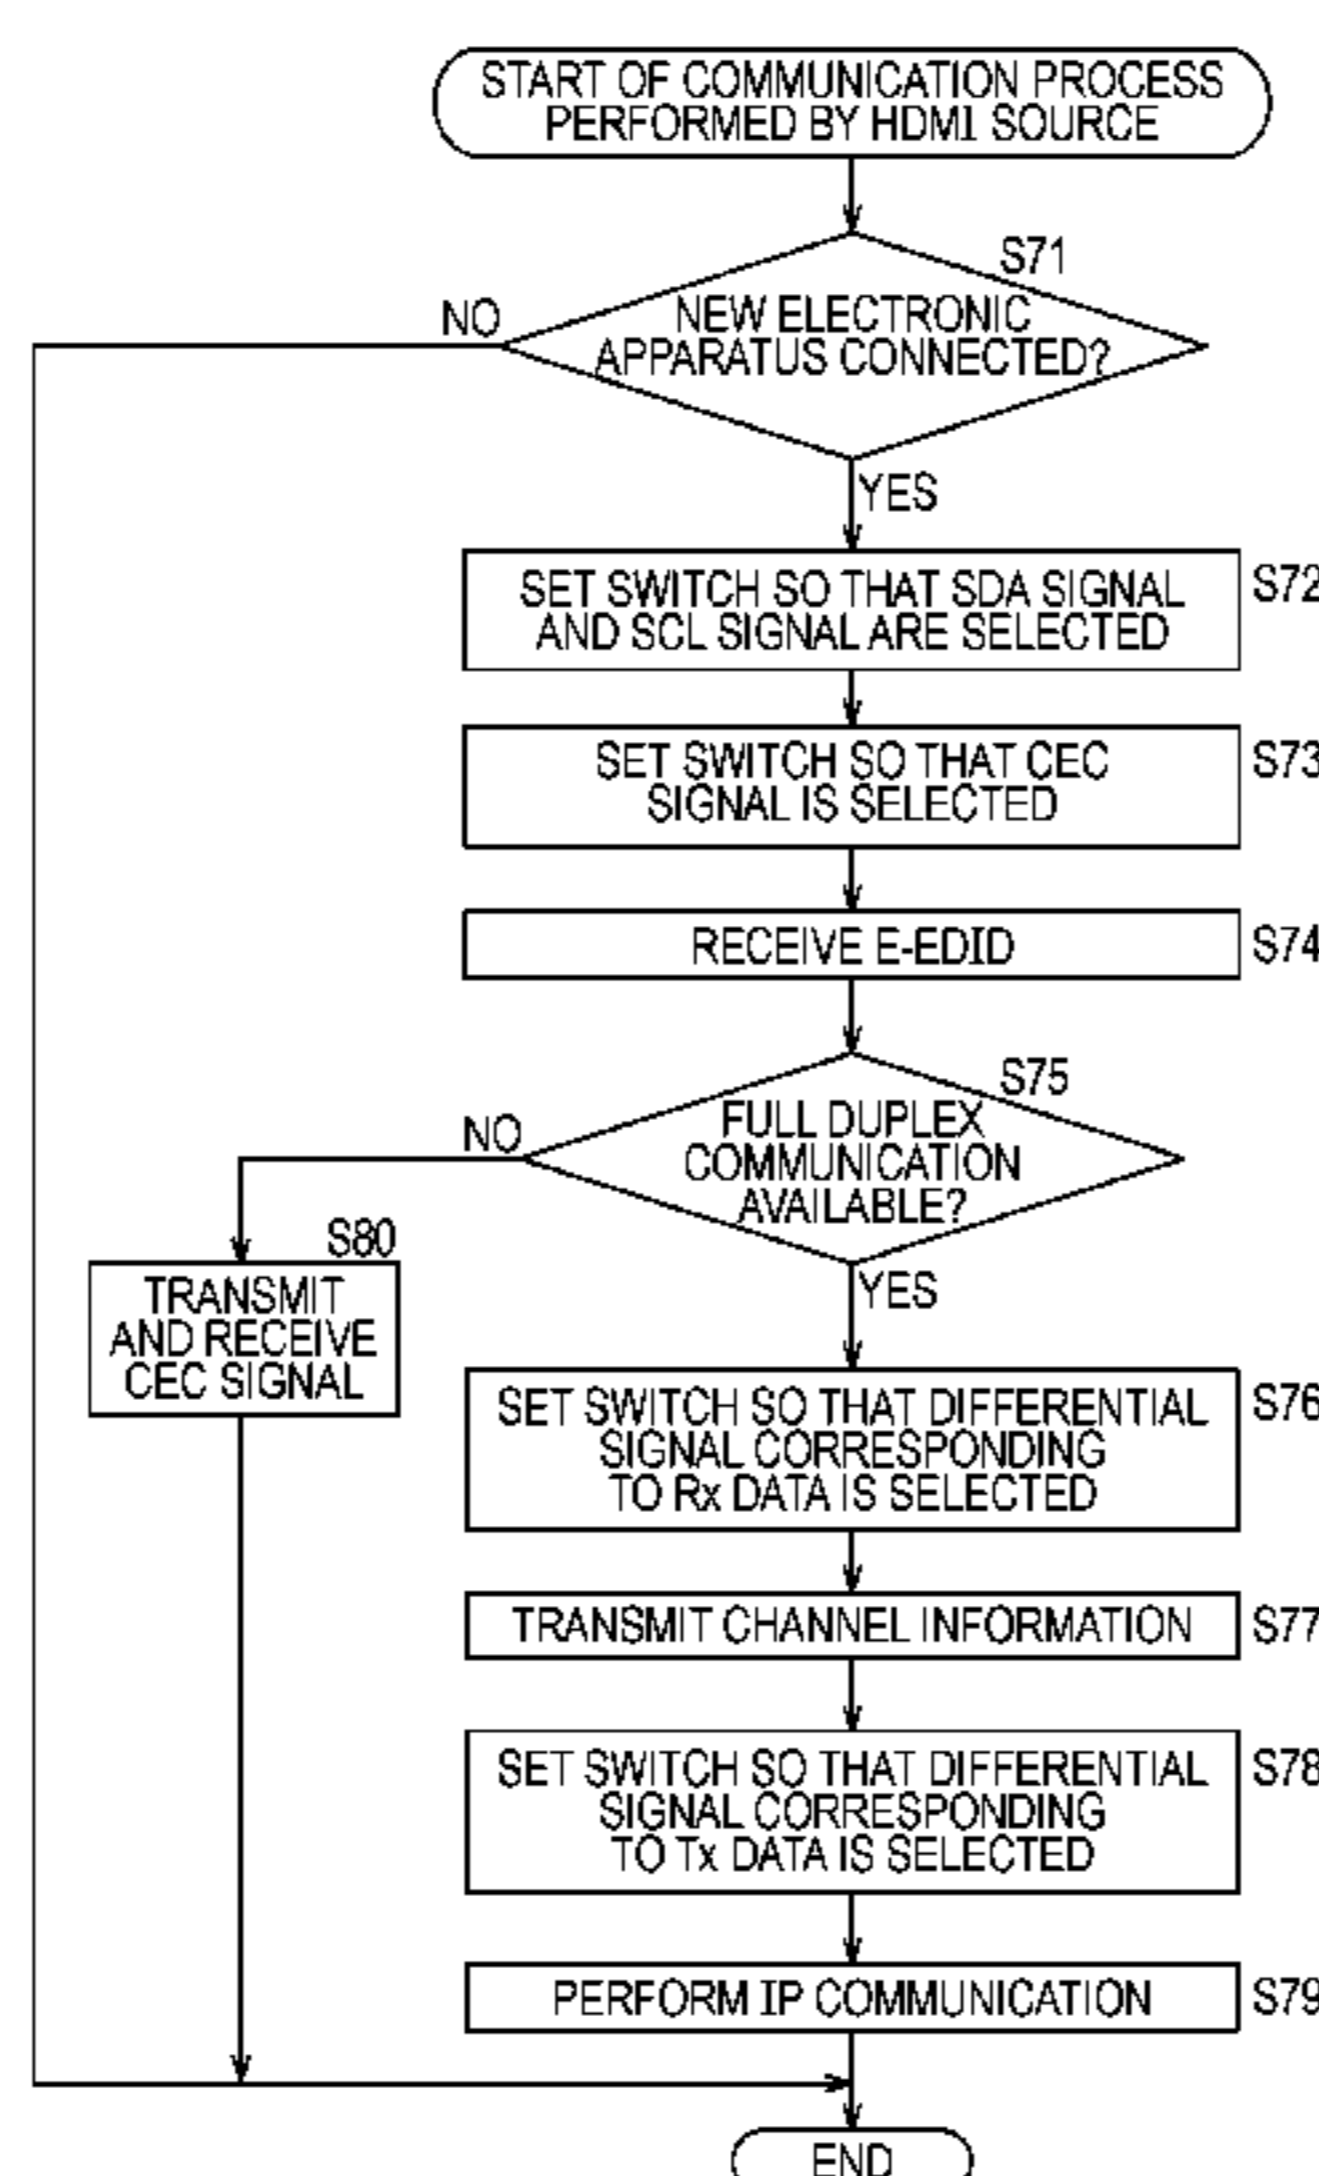 START OF COMMUNICATION PROCESS
PERFORMED BY HDMI SOURCE
S71
NO
NEW ELECTRONIC
APPARATUS CONNECTED?
YES
SET SWITCH SO THAT SDA SIGNAL
AND SCL SIGNAL ARE SELECTED
S72
SET SWITCH SO THAT CEC
SIGNAL IS SELECTED
S73
RECEIVE E-EDID
S74
S75
NO
FULL DUPLEX
COMMUNICATION
AVAILABLE?
YES
S80
TRANSMIT
AND RECEIVE
CEC SIGNAL
SET SWITCH SO THAT DIFFERENTIAL
SIGNAL CORRESPONDING
TO Rx DATA IS SELECTED
S76
TRANSMIT CHANNEL INFORMATION
S77
SET SWITCH SO THAT DIFFERENTIAL
SIGNAL CORRESPONDING
TO Tx DATA IS SELECTED
S78
PERFORM IP COMMUNICATION
S79
END